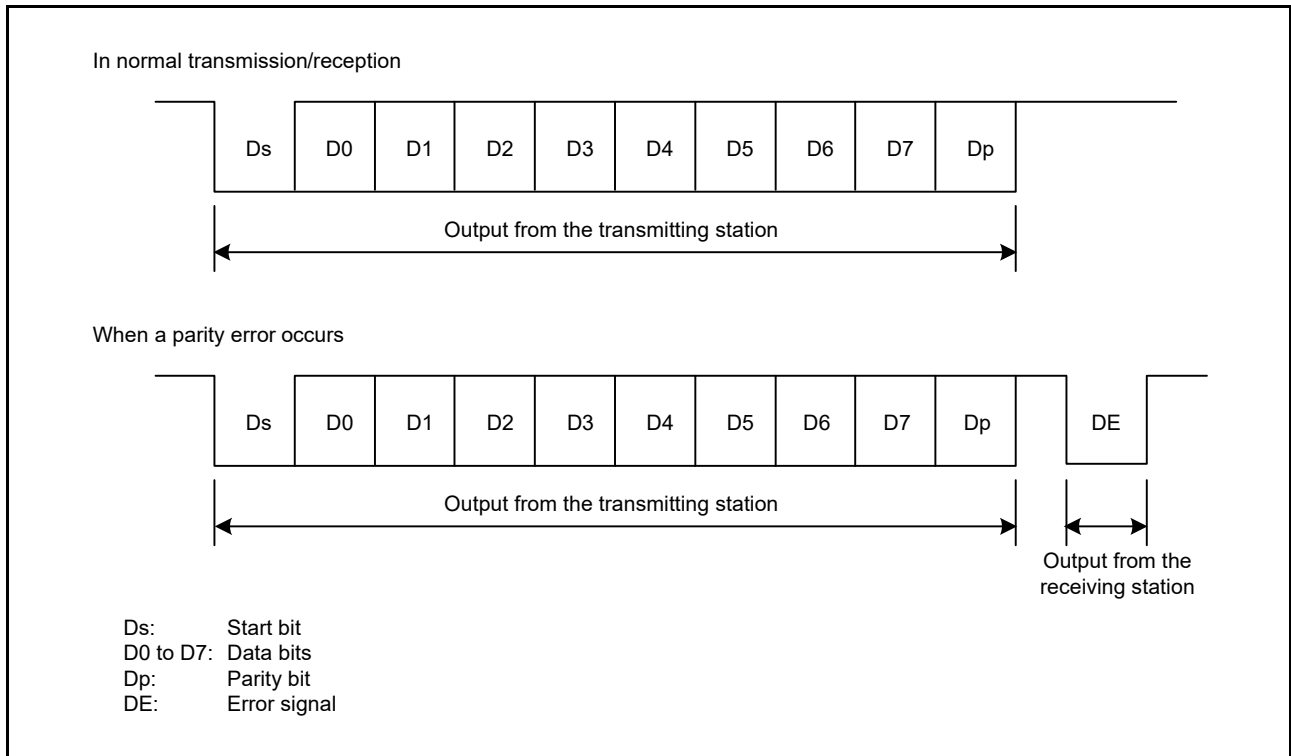 In normal transmission/reception
Ds D0 D1 D2 D3 D4 D5 D6 D7 Dp
Output from the transmitting station
When a parity error occurs
Ds D0 D1 D2 D3 D4 D5 D6 D7 Dp DE
Output from the transmitting station
Output from the
receiving station
Ds: Start bit
D0 to D7: Data bits
Dp: Parity bit
DE: Error signal